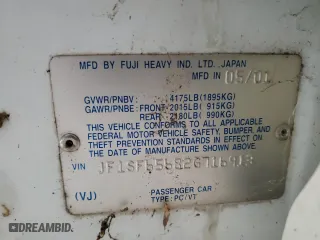 MFD BY FUJI HEAVY IND. LTD. JAPAN
MFD IN 05/01
GVWR/PNBV: 4175LB(1895KG)
GAWR/PNBE: FRONT-2015LB( 915KG)
REAR -2180LB( 990KG)
THIS VEHICLE CONFORMS TO ALL APPLICABLE
FEDERAL MOTOR VEHICLE SAFETY, BUMPER, AND
THEFT STANDARDS IN EFFECT ON THE DATE
OF MANUFACTURE SHOWN ABOVE.
VIN
PASSENGER CAR
(VJ) TYPE:PC/VT
AUTOBIDMASTER